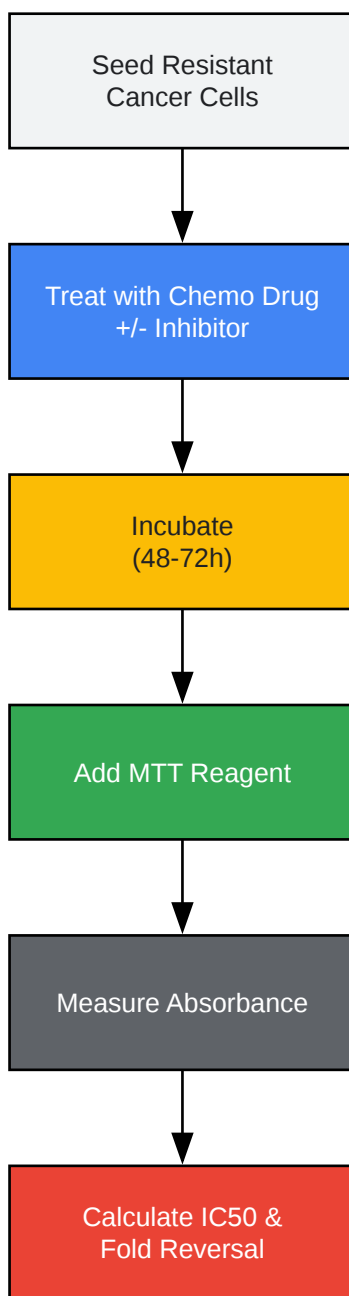 Seed Resistant
Cancer Cells
Treat with Chemo Drug
+/- Inhibitor
Incubate
(48-72h)
Add MTT Reagent
Measure Absorbance
Calculate IC50 &
Fold Reversal